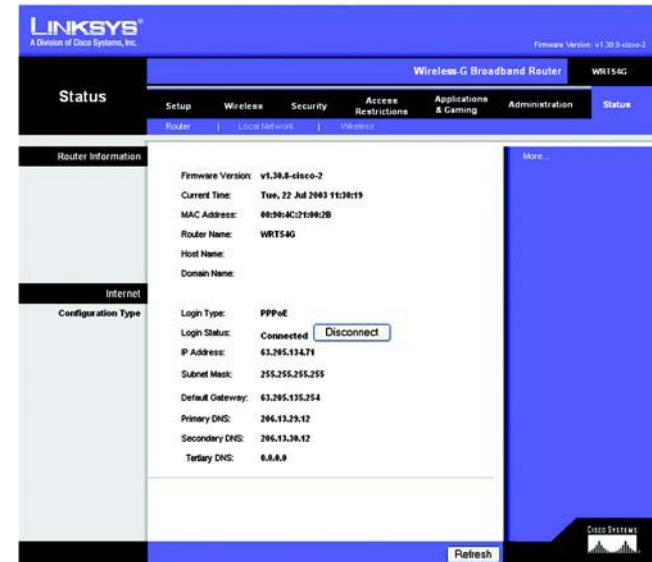 LINKSYS®
A Division of Cisco Systems, Inc.
Firmware Version: v1.30.8-cisco-2
Wireless-G Broadband Router WRT54G
Status
Setup Wireless Security Access Restrictions Applications & Gaming Administration Status
Router | Local Network | Wireless
Router Information
More...
Firmware Version: v1.30.8-cisco-2
Current Time: Tue, 22 Jul 2003 11:30:19
MAC Address: 00:90:4C:21:00:2B
Router Name: WRT54G
Host Name:
Domain Name:
Internet
Configuration Type
Login Type: PPPoE
Login Status: Connected Disconnect
IP Address: 63.205.134.71
Subnet Mask: 255.255.255.255
Default Gateway: 63.205.135.254
Primary DNS: 206.13.29.12
Secondary DNS: 206.13.30.12
Tertiary DNS: 0.0.0.0
Refresh
CISCO SYSTEMS